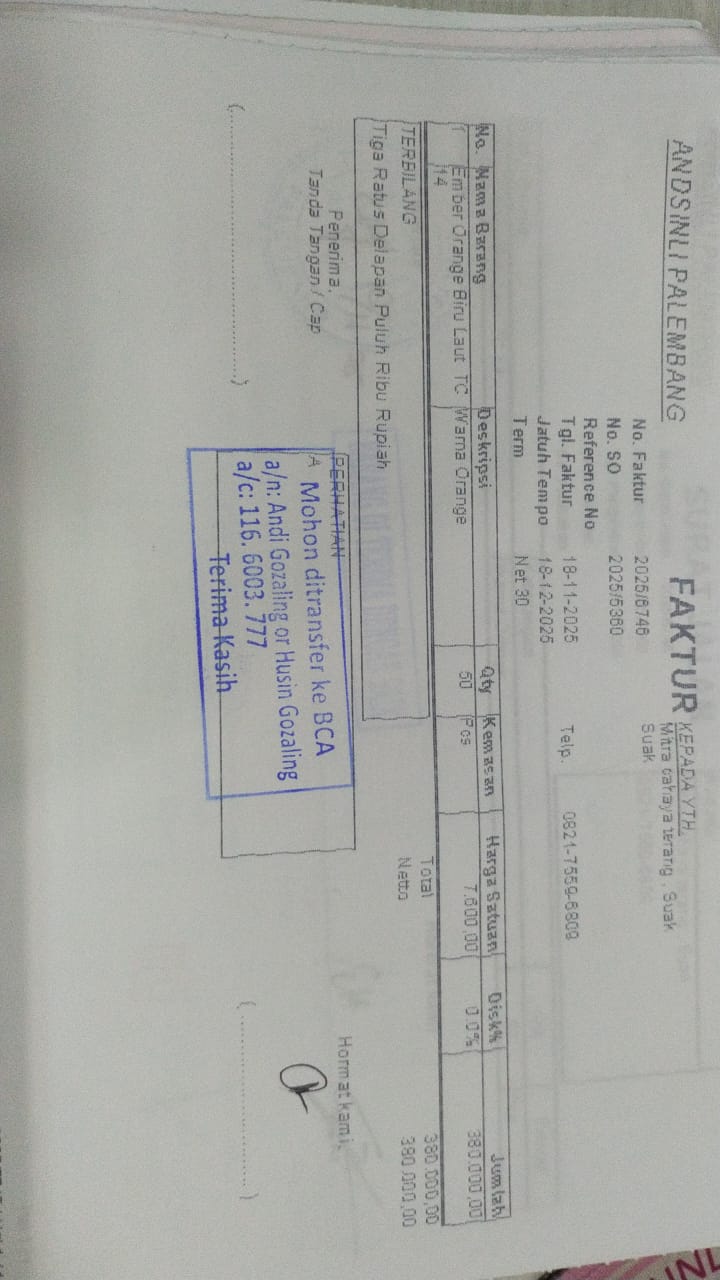 ANDSINLI PALEMBANG
FAKTUR
KEPADA YTH.
Mitra cahaya terang , Suak
Suak
No. Faktur 2025/6746
No. SO 2025/5360
Reference No
Tgl. Faktur 18-11-2025
Telp. 0821-7559-6809
Jatuh Tempo 18-12-2025
Term Net 30
No. Nama Barang Deskripsi Qty Kemasan Harga Satuan Disk% Jumlah
1 Ember Orange Biru Laut TC Warna Orange 50 Pcs 7.600,00 0.0% 380.000,00
14
Total 380.000,00
TERBILANG Netto 380.000,00
Tiga Ratus Delapan Puluh Ribu Rupiah
Penerima, Hormat kami,
Tanda Tangan / Cap
PERHATIAN
A
Mohon ditransfer ke BCA
a/n: Andi Gozaling or Husin Gozaling
a/c: 116. 6003. 777
Terima Kasih
(..............................) (..............................)